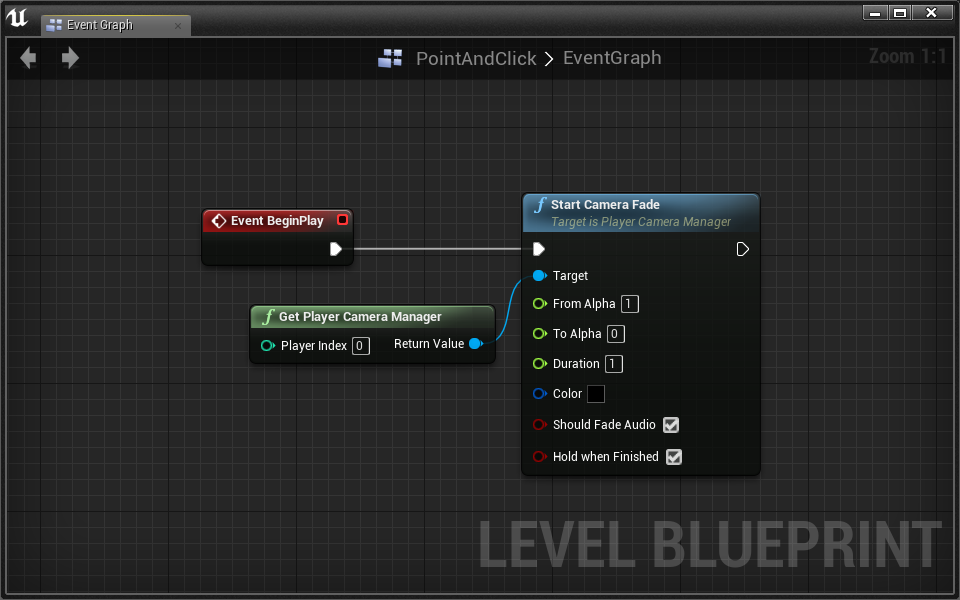 Event Graph
PointAndClick > EventGraph
Zoom 1:1
Event BeginPlay
f Start Camera Fade
Target is Player Camera Manager
Target
From Alpha 1
To Alpha 0
Duration 1
Color
Should Fade Audio
Hold when Finished
f Get Player Camera Manager
Player Index 0 Return Value
LEVEL BLUEPRINT